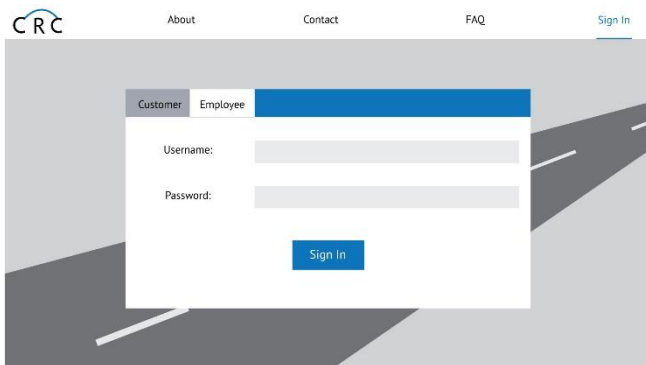 CRC About Contact FAQ Sign In
Customer Employee
Username:
Password:
Sign In